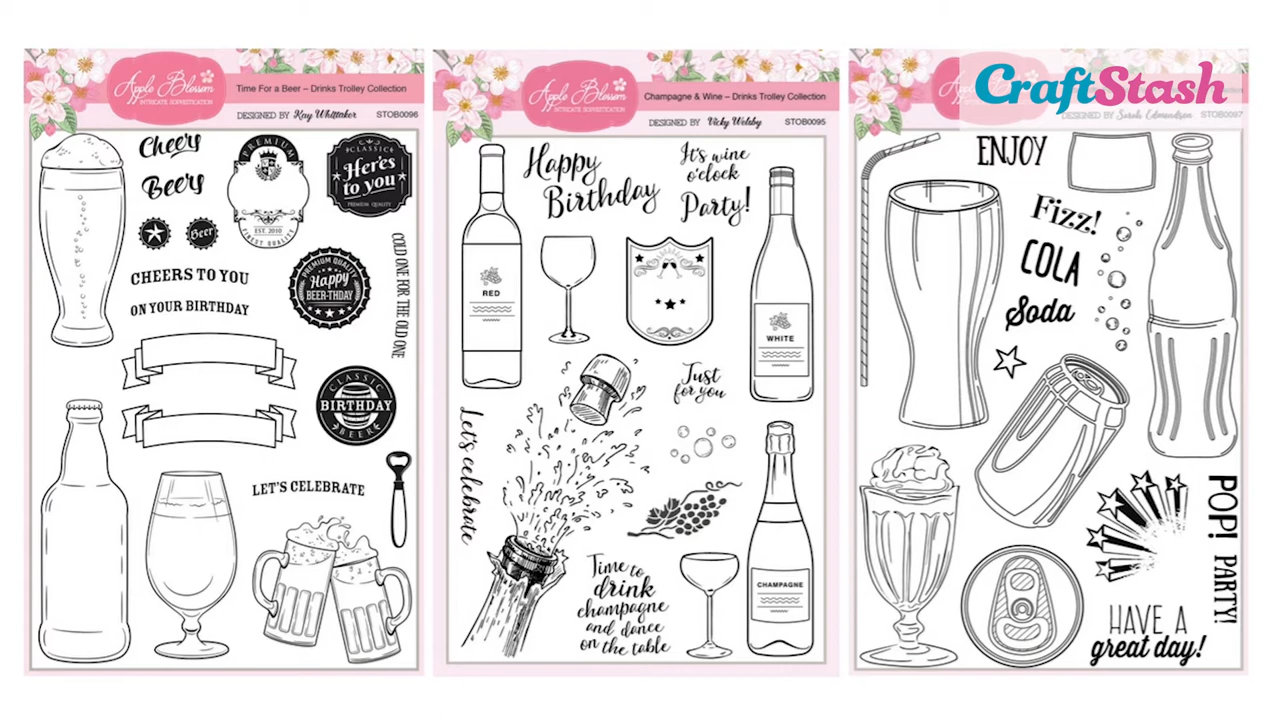 CraftStash
Apple Blossom
INTRICATE SOPHISTICATION
Time For a Beer – Drinks Trolley Collection
DESIGNED BY Kay Whittaker STOB0096
Cheers
Beers
PREMIUM
EST. 2010
FINEST QUALITY
CLASSIC
Here's
to you
PREMIUM QUALITY
Beer
CHEERS TO YOU
ON YOUR BIRTHDAY
PREMIUM QUALITY
Happy
BEER-THDAY
COLD ONE FOR THE OLD ONE
CLASSIC
BIRTHDAY
BEER
LET'S CELEBRATE
Apple Blossom
INTRICATE SOPHISTICATION
Champagne & Wine – Drinks Trolley Collection
DESIGNED BY Vicky Welsby STOB0095
Happy
Birthday
It's wine
o'clock
Party!
RED
WHITE
Just
for you
Let's celebrate
Time to
drink
champagne
and dance
on the table
CHAMPAGNE
DESIGNED BY Sarah Edmondson STOB0097
ENJOY
Fizz!
COLA
Soda
POP! PARTY!
HAVE A
great day!